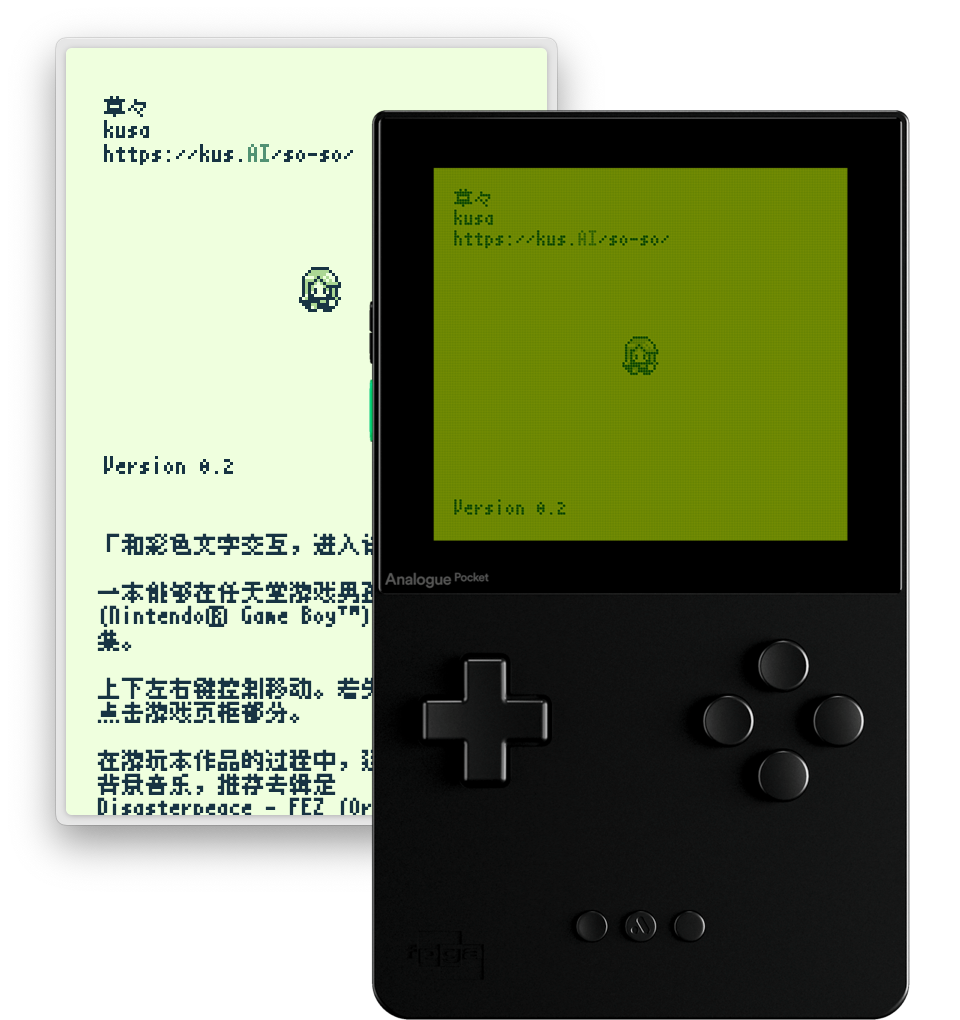 草々
kusa
https://kus.AI/so-so/
Version 0.2
「和彩色文字交互，进入
一本能够在任天堂游戏男孩
(Nintendo® Game Boy™)
集。
上下左右键控制移动。若
点击游戏页框部分。
在游玩本作品的过程中，
背景音乐，推荐专辑是
Disasterpeace - FEZ (Or
草々
kusa
https://kus.AI/so-so/
Version 0.2
Analogue Pocket